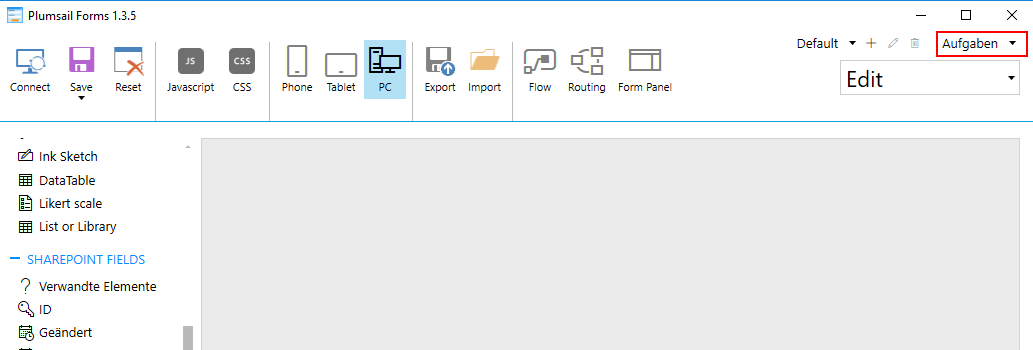 Plumsail Forms 1.3.5
Default Aufgaben
JS CSS
Connect Save Reset Javascript CSS Phone Tablet PC Export Import Flow Routing Form Panel
Edit
Ink Sketch
DataTable
Likert scale
List or Library
SHAREPOINT FIELDS
Verwandte Elemente
ID
Geändert